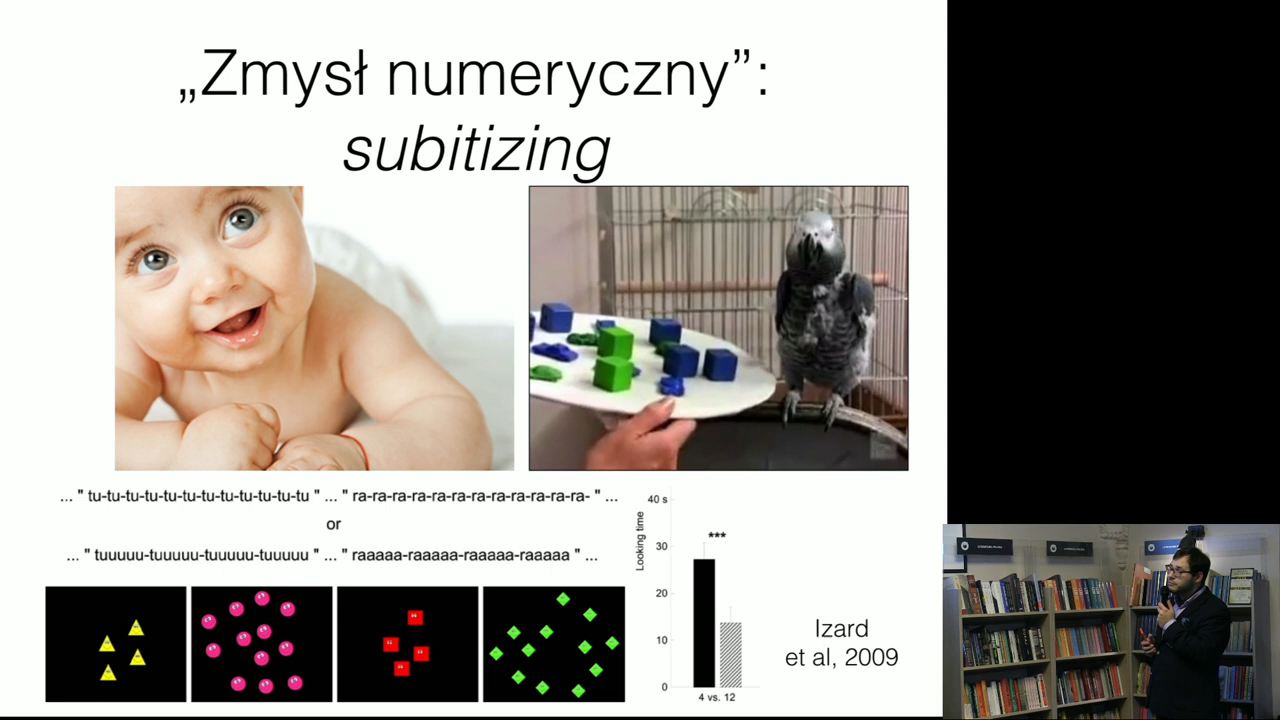 „Zmysł numeryczny”:
subitizing
... " tu-tu-tu-tu-tu-tu-tu-tu-tu-tu-tu-tu " ... " ra-ra-ra-ra-ra-ra-ra-ra-ra-ra-ra-ra- " ...
or
... " tuuuuu-tuuuuu-tuuuuu-tuuuuu " ... " raaaaa-raaaaa-raaaaa-raaaaa " ...
Looking time
40 s
30
20
10
0
***
4 vs. 12
Izard
et al, 2009